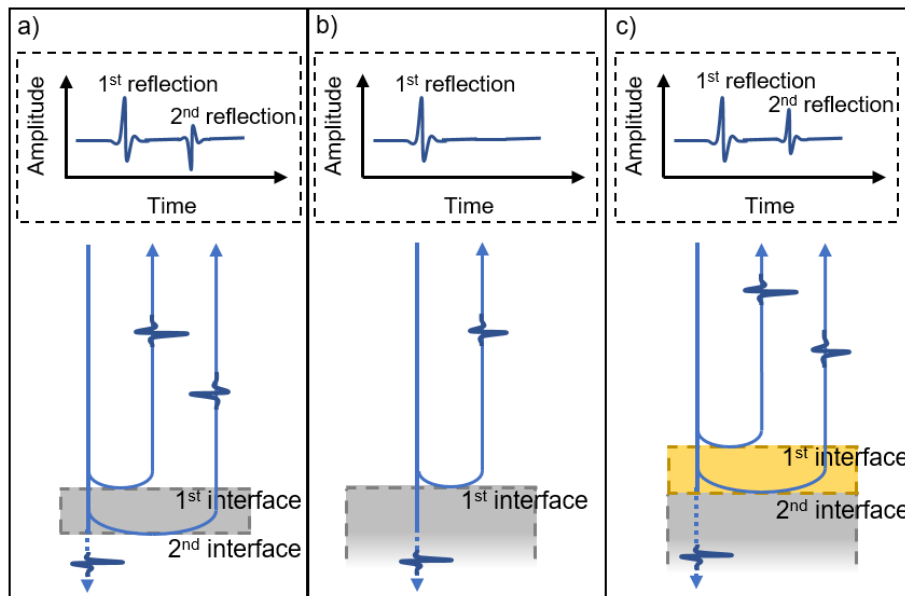 a)
1st reflection
2nd reflection
Amplitude
Time
1st interface
2nd interface
b)
1st reflection
Amplitude
Time
1st interface
c)
1st reflection
2nd reflection
Amplitude
Time
1st interface
2nd interface